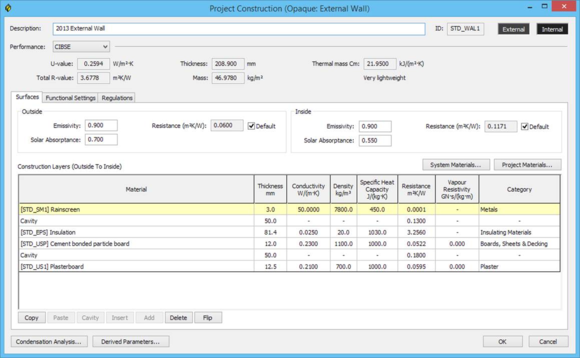 Project Construction (Opaque: External Wall)
Description: 2013 External Wall ID: STD_WAL1 External Internal
Performance: CIBSE
U-value: 0.2594 W/m²·K Thickness: 208.900 mm Thermal mass Cm: 21.9500 kJ/(m²·K)
Total R-value: 3.6778 m²K/W Mass: 46.9780 kg/m² Very lightweight
Surfaces Functional Settings Regulations
Outside Inside
Emissivity: 0.900 Resistance (m²K/W): 0.0600 Default Emissivity: 0.900 Resistance (m²K/W): 0.1171 Default
Solar Absorptance: 0.700 Solar Absorptance: 0.550
Construction Layers (Outside To Inside) System Materials... Project Materials...
Material Thickness mm Conductivity W/(m·K) Density kg/m³ Specific Heat Capacity J/(kg·K) Resistance m²K/W Vapour Resistivity GN·s/(kg·m) Category
[STD_SM1] Rainscreen 3.0 50.0000 7800.0 450.0 0.0001 - Metals
Cavity 50.0 - - - 0.1300 - -
[STD_EPS] Insulation 81.4 0.0250 20.0 1030.0 3.2560 - Insulating Materials
[STD_USP] Cement bonded particle board 12.0 0.2300 1100.0 1000.0 0.0522 0.000 Boards, Sheets & Decking
Cavity 50.0 - - - 0.1800 - -
[STD_US1] Plasterboard 12.5 0.2100 700.0 1000.0 0.0595 0.000 Plaster
Copy Paste Cavity Insert Add Delete Flip
Condensation Analysis... Derived Parameters... OK Cancel